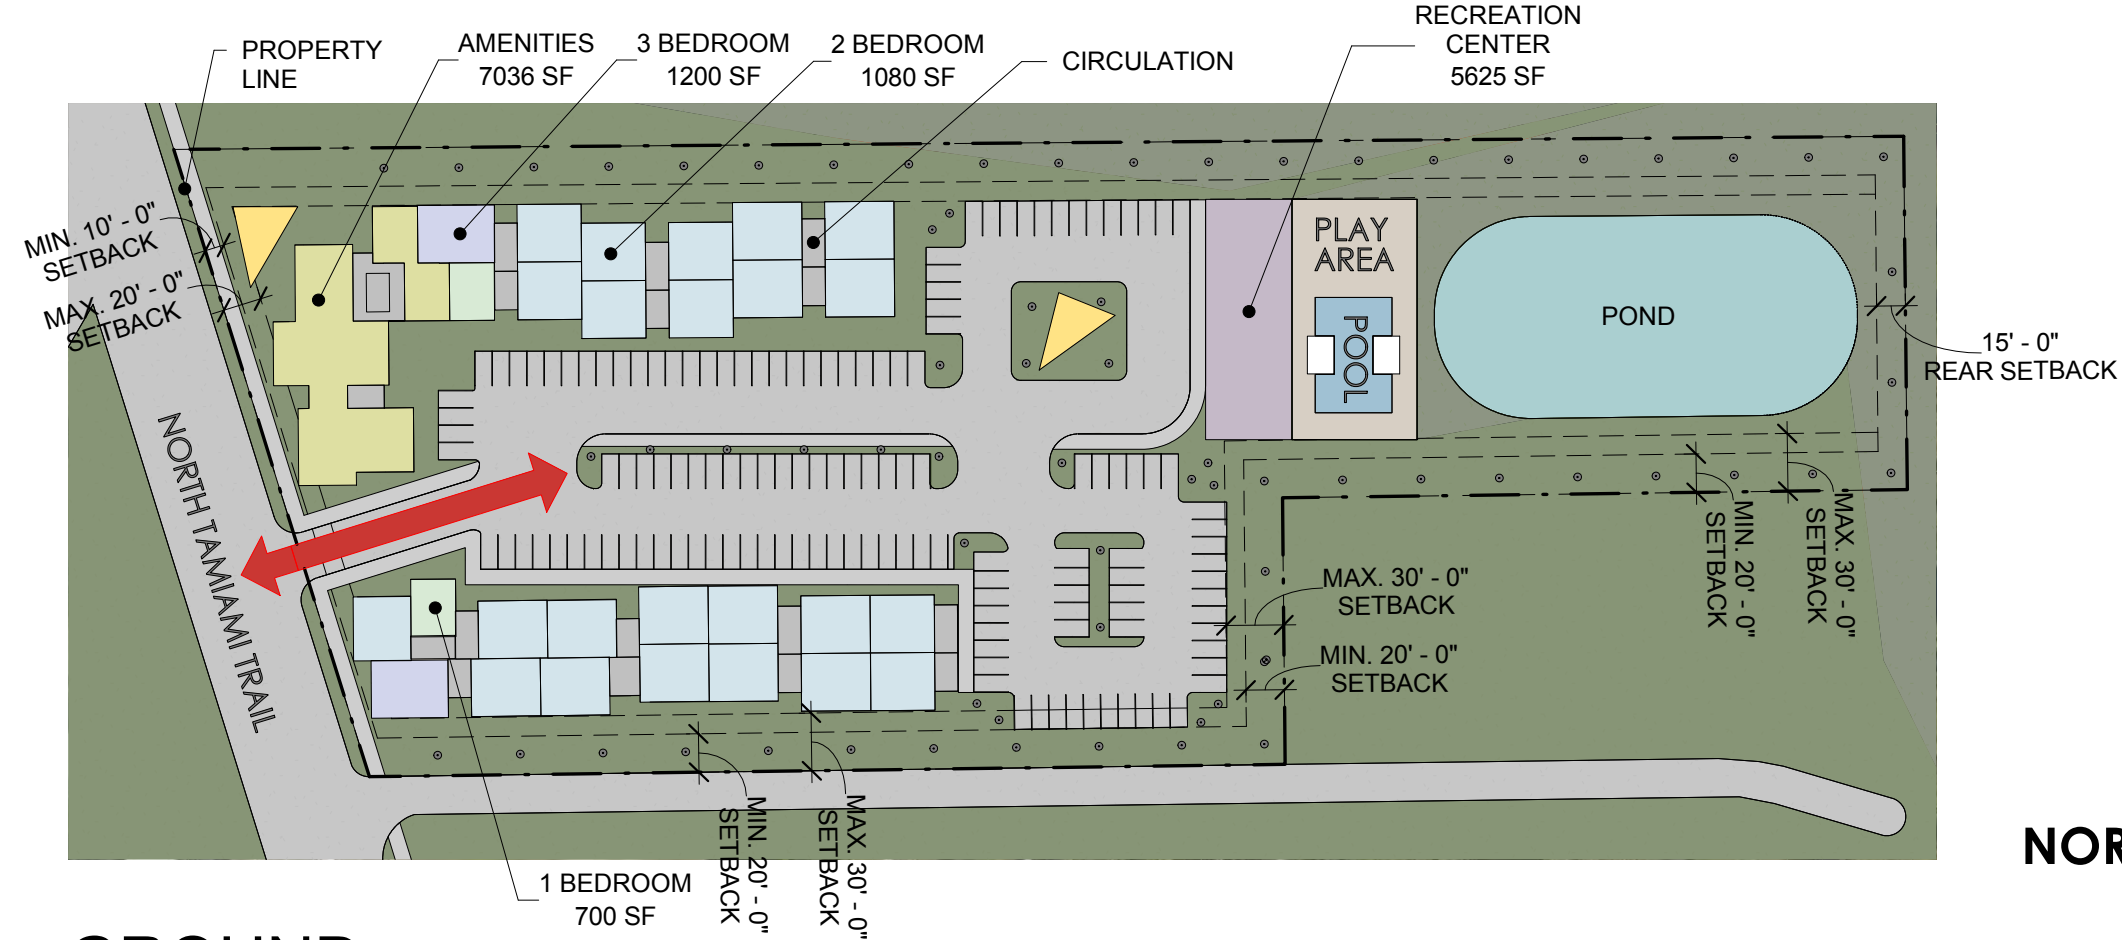 RECREATION
CENTER
5625 SF
PROPERTY
LINE
AMENITIES
7036 SF
3 BEDROOM
1200 SF
2 BEDROOM
1080 SF
CIRCULATION
MIN. 10' - 0"
SETBACK
MAX. 20' - 0"
SETBACK
PLAY
AREA
POOL
POND
15' - 0"
REAR SETBACK
NORTH TAMIAMI TRAIL
MIN. 20' - 0"
SETBACK
MAX. 30' - 0"
SETBACK
MAX. 30' - 0"
SETBACK
MIN. 20' - 0"
SETBACK
MIN. 20' - 0"
SETBACK
MAX. 30' - 0"
SETBACK
1 BEDROOM
700 SF
NOR
GROUND